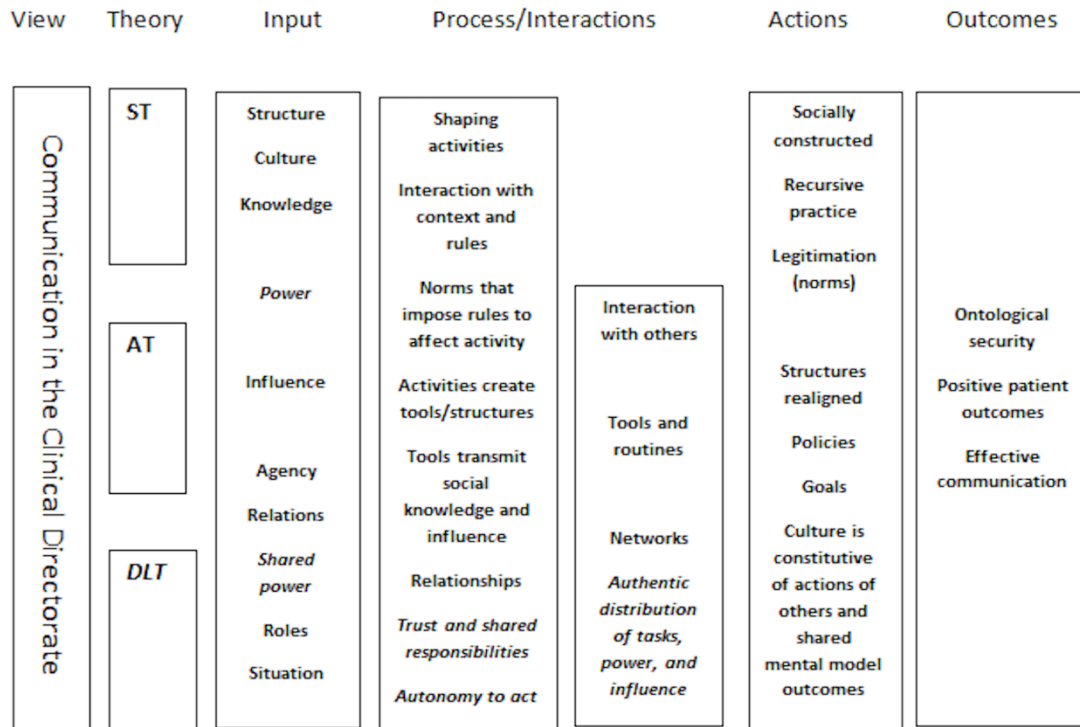 View Theory Input Process/Interactions Actions Outcomes
Communication in the Clinical Directorate
ST
AT
DLT
Structure
Culture
Knowledge
Power
Influence
Agency
Relations
Shared
power
Roles
Situation
Shaping
activities
Interaction with
context and
rules
Norms that
impose rules to
affect activity
Activities create
tools/structures
Tools transmit
social
knowledge and
influence
Relationships
Trust and shared
responsibilities
Autonomy to act
Interaction
with others
Tools and
routines
Networks
Authentic
distribution
of tasks,
power, and
influence
Socially
constructed
Recursive
practice
Legitimation
(norms)
Structures
realigned
Policies
Goals
Culture is
constitutive
of actions of
others and
shared
mental model
outcomes
Ontological
security
Positive patient
outcomes
Effective
communication